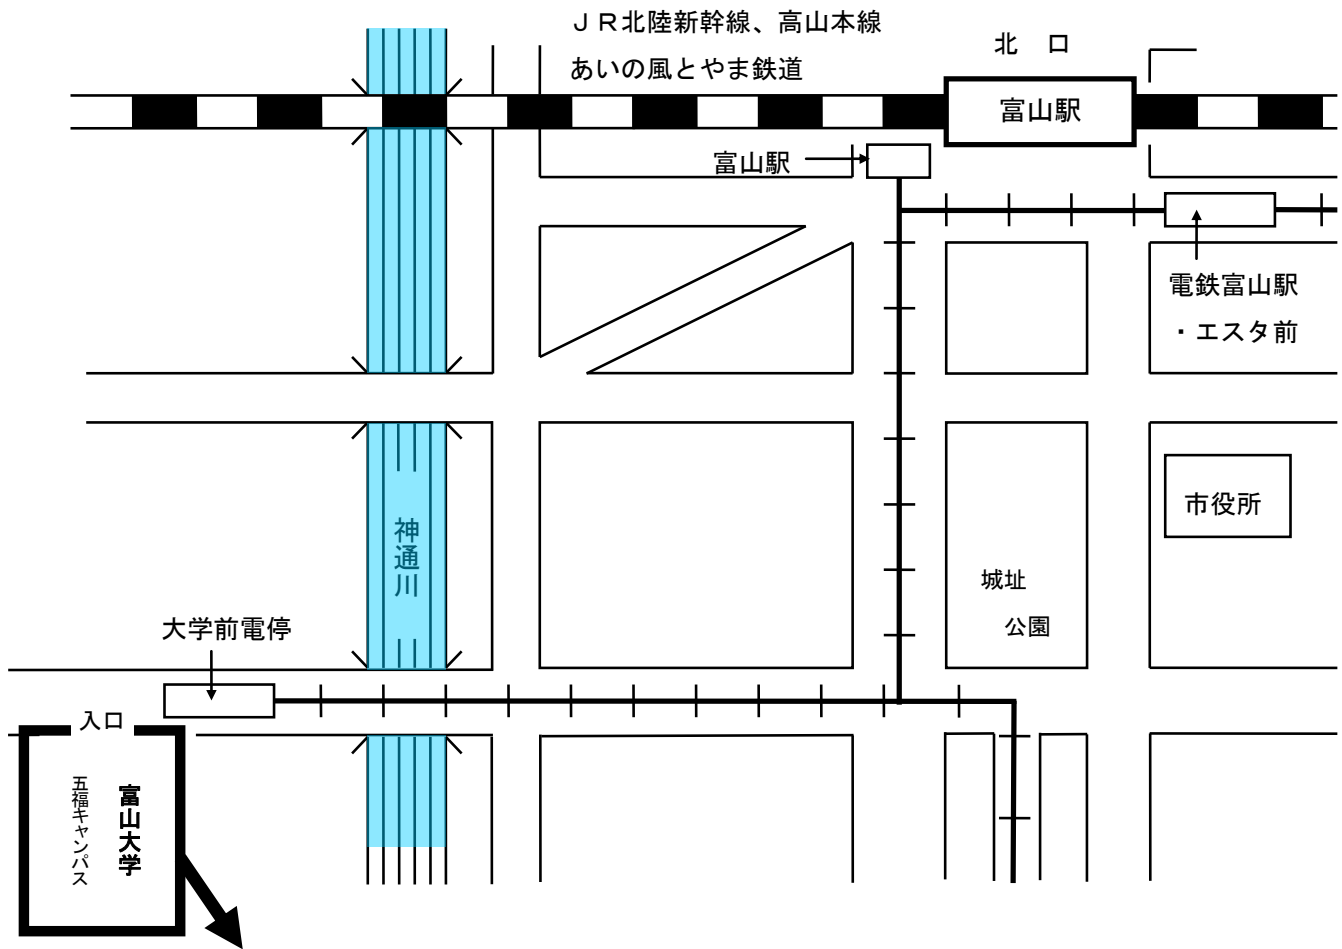 ＪＲ北陸新幹線、高山本線
あいの風とやま鉄道
北　口
富山駅
富山駅
電鉄富山駅
・エスタ前
市役所
神通川
城址
公園
大学前電停
入口
富山大学
五福キャンパス